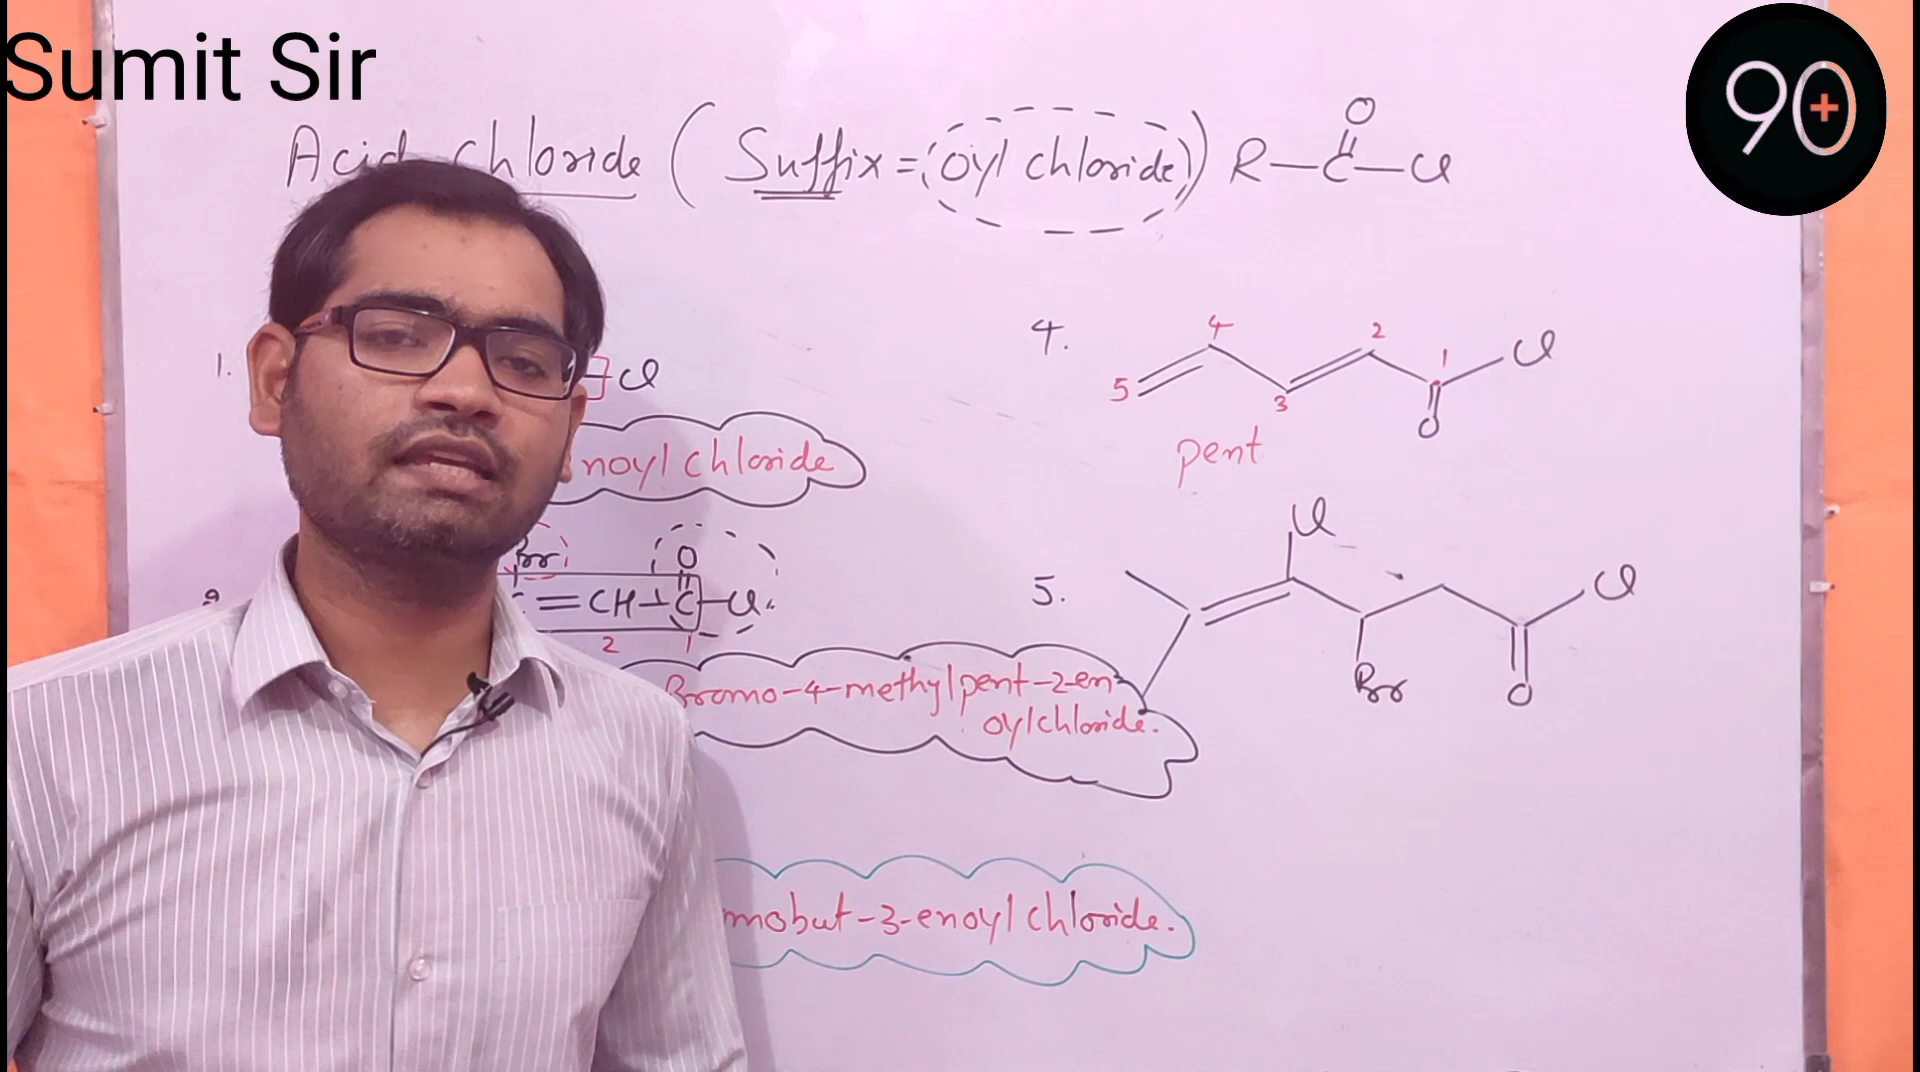 Sumit Sir
90+
Acid chloride ( Suffix = oyl chloride ) R—C—Cl
O
1.
Cl
noyl chloride
4.
5 4 3 2 1 Cl
O
pent
Br O
=CH—C—Cl
2 1
Bromo-4-methylpent-2-en-
oylchloride.
5.
Cl
Cl
Br
O
mobut-3-enoyl chloride.